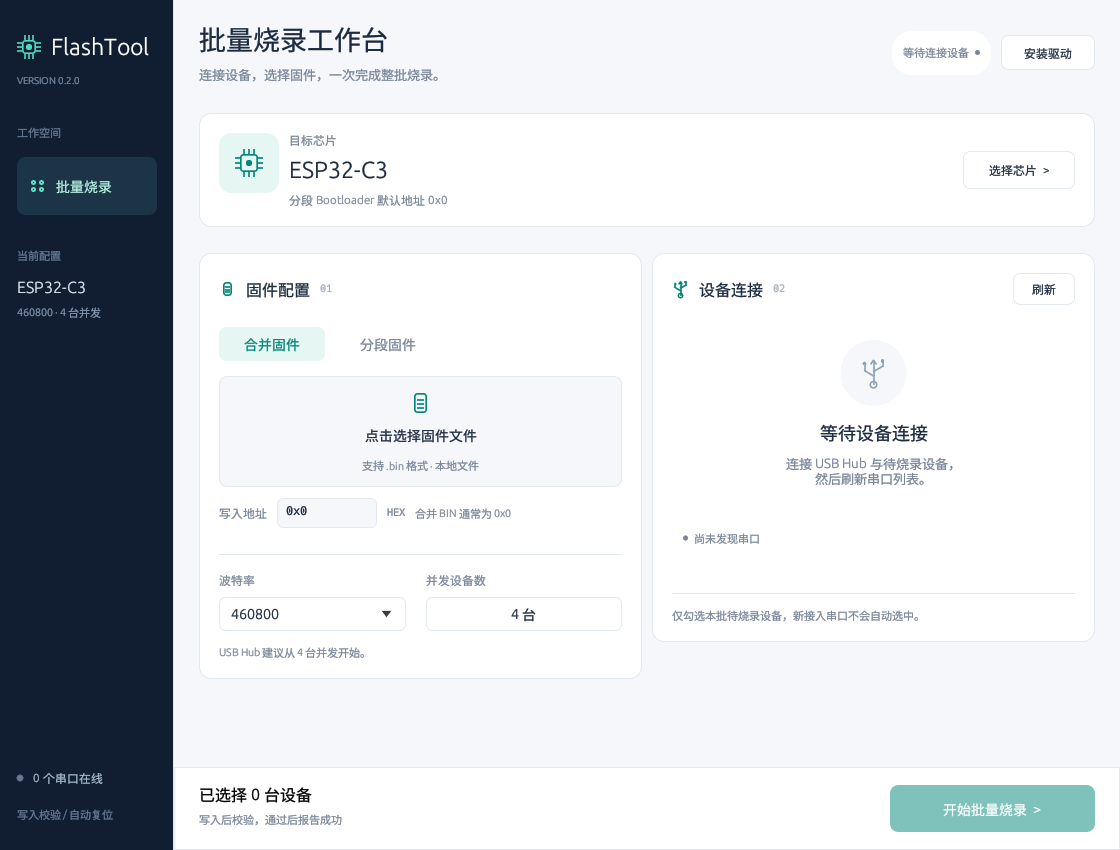 FlashTool
VERSION 0.2.0
工作空间
批量烧录
当前配置
ESP32-C3
460800 · 4 台并发
0 个串口在线
写入校验 / 自动复位
批量烧录工作台
连接设备，选择固件，一次完成整批烧录。
等待连接设备
安装驱动
目标芯片
ESP32-C3
分段 Bootloader 默认地址 0x0
选择芯片 >
固件配置 01
合并固件 分段固件
点击选择固件文件
支持 .bin 格式 · 本地文件
写入地址 0x0 HEX 合并 BIN 通常为 0x0
波特率 并发设备数
460800 4 台
USB Hub 建议从 4 台并发开始。
设备连接 02
刷新
等待设备连接
连接 USB Hub 与待烧录设备，
然后刷新串口列表。
尚未发现串口
仅勾选本批待烧录设备，新接入串口不会自动选中。
已选择 0 台设备
写入后校验，通过后报告成功
开始批量烧录 >